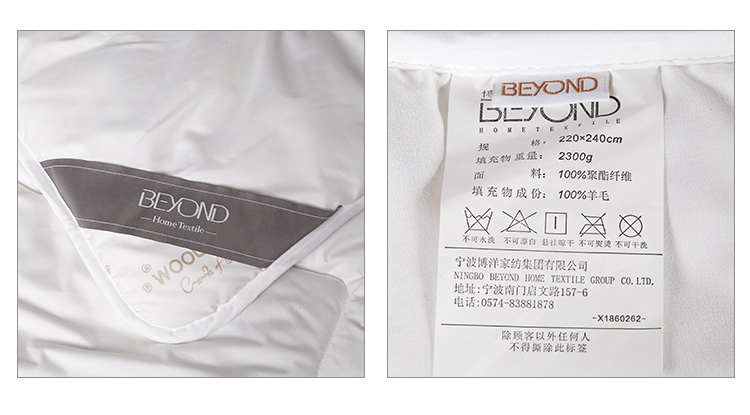 BEYOND
Home Textile
WOOL
博
BEYOND
BEYOND
HOMETEXTILE
规 格: 220×240cm
填充物重量: 2300g
面 料: 100%聚酯纤维
填充物成份: 100%羊毛
不可水洗 不可漂白 悬挂晾干 不可熨烫 不可干洗
宁波博洋家纺集团有限公司
NINGBO BEYOND HOME TEXTILE GROUP CO.LTD.
地址:宁波南门启文路157-6
电话:0574-83881878
-X1860262-
除顾客以外任何人
不得撕除此标签